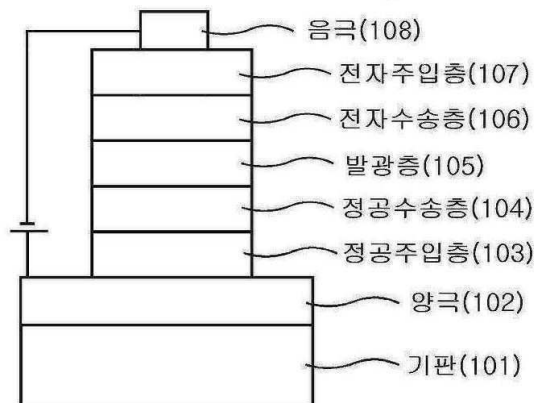 음극(108)
전자주입층(107)
전자수송층(106)
발광층(105)
정공수송층(104)
정공주입층(103)
양극(102)
기판(101)